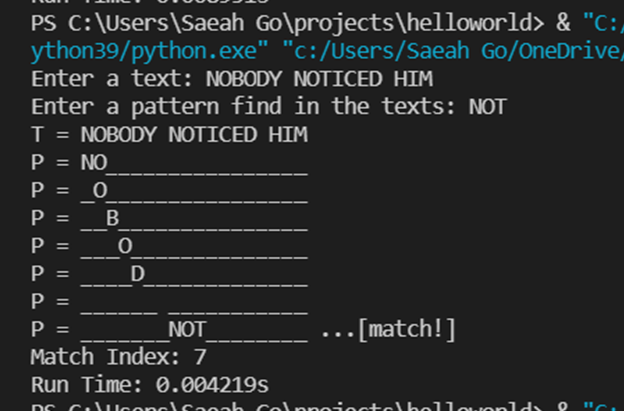 Run Time:
PS C:\Users\Saeah Go\projects\helloworld> & "C:/
ython39/python.exe" "c:/Users/Saeah Go/OneDrive/
Enter a text: NOBODY NOTICED HIM
Enter a pattern find in the texts: NOT
T = NOBODY NOTICED HIM
P = NO________________
P = _O________________
P = __B_______________
P = ___O______________
P = ____D_____________
P = ______ ___________
P = _______NOT________ ...[match!]
Match Index: 7
Run Time: 0.004219s
PS C:\Users\Saeah Go\projects\helloworld> & "C: